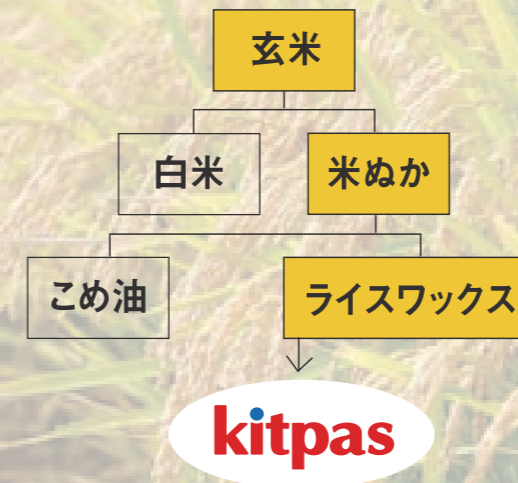 玄米
白米
米ぬか
こめ油
ライスワックス
kitpas